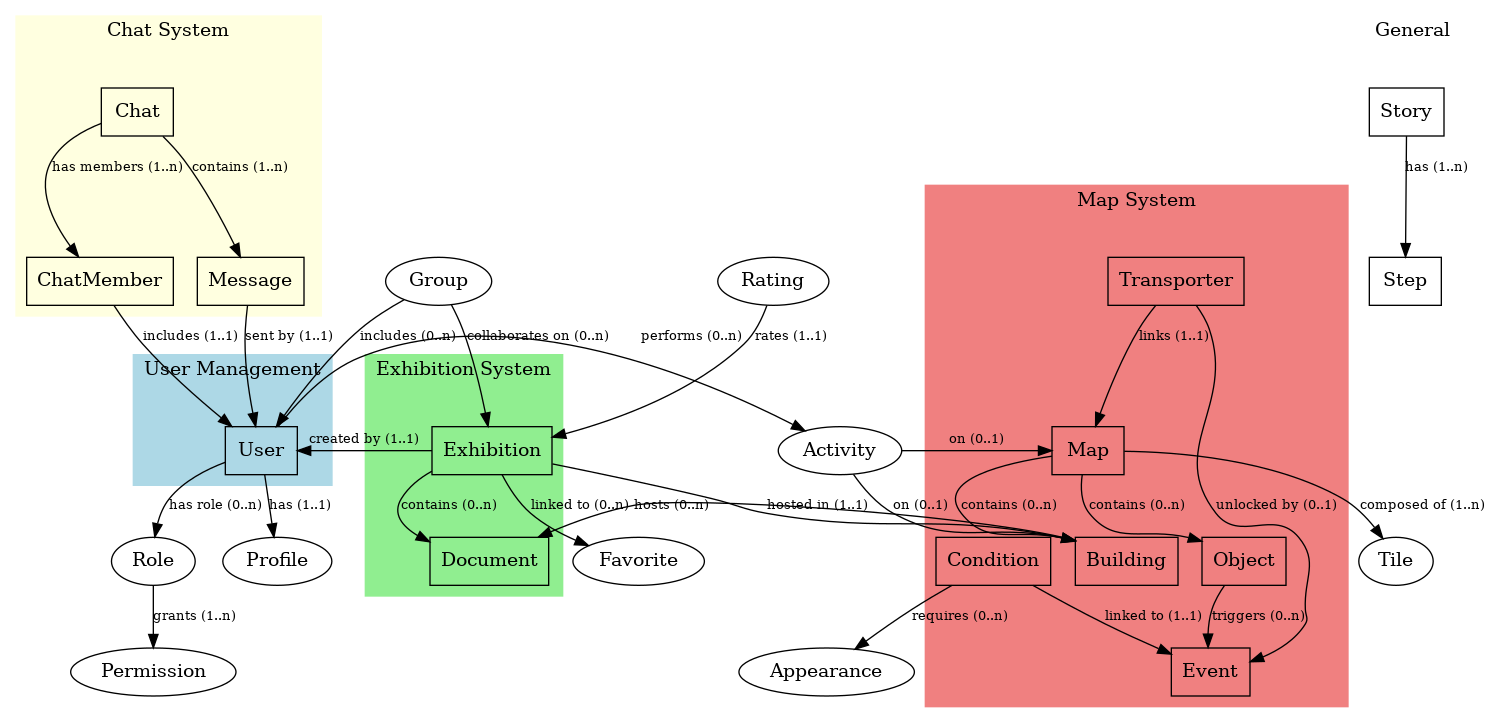 Chat System
General
Chat
Story
has members (1..n)
contains (1..n)
has (1..n)
Map System
ChatMember
Message
Group
Rating
Transporter
Step
includes (1..1)
sent by (1..1)
includes (0..n)
collaborates on (0..n)
performs (0..n)
rates (1..1)
links (1..1)
User Management
Exhibition System
User
created by (1..1)
Exhibition
Activity
on (0..1)
Map
has role (0..n)
has (1..1)
contains (0..n)
linked to (0..n)
hosts (0..n)
hosted in (1..1)
on (0..1)
contains (0..n)
contains (0..n)
unlocked by (0..1)
composed of (1..n)
Role
Profile
Document
Favorite
Condition
Building
Object
Tile
grants (1..n)
requires (0..n)
linked to (1..1)
triggers (0..n)
Permission
Appearance
Event